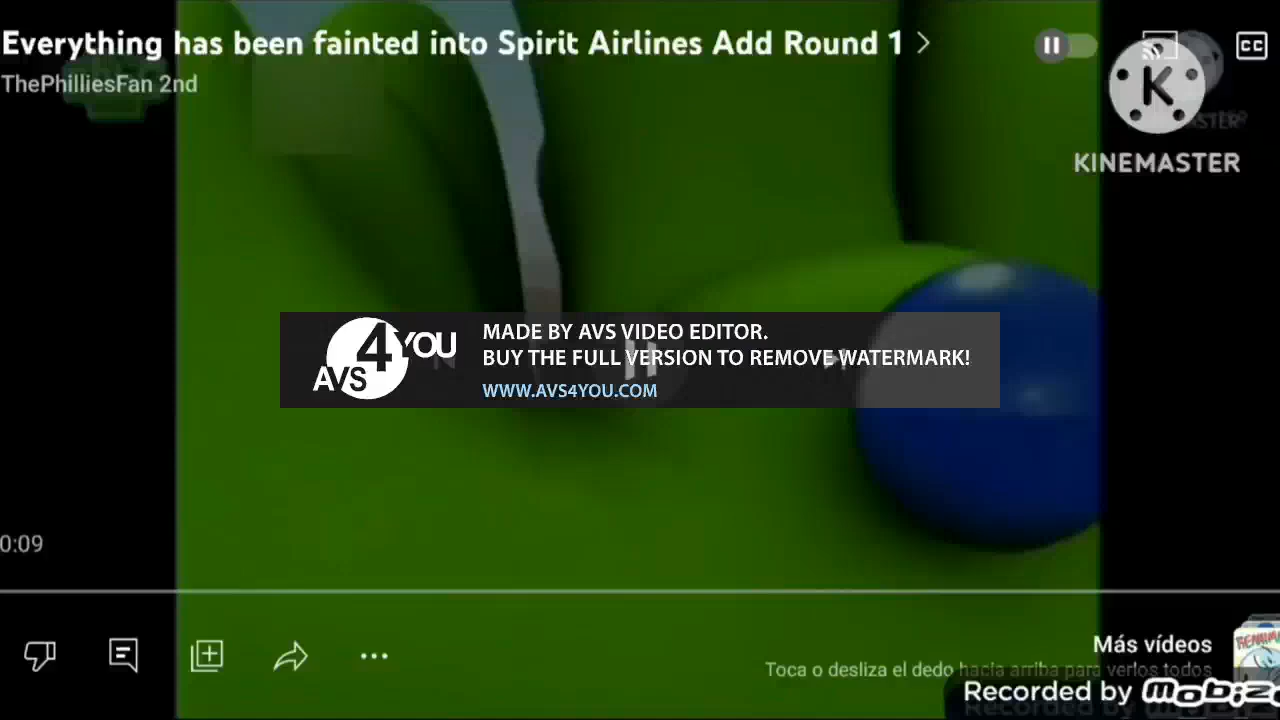 Everything has been fainted into Spirit Airlines Add Round 1
ThePhilliesFan 2nd
CC
K
KINEMASTER
AVS4YOU
MADE BY AVS VIDEO EDITOR.
BUY THE FULL VERSION TO REMOVE WATERMARK!
WWW.AVS4YOU.COM
0:09
Más vídeos
Toca o desliza el dedo hacia arriba para verlos todos
Recorded by